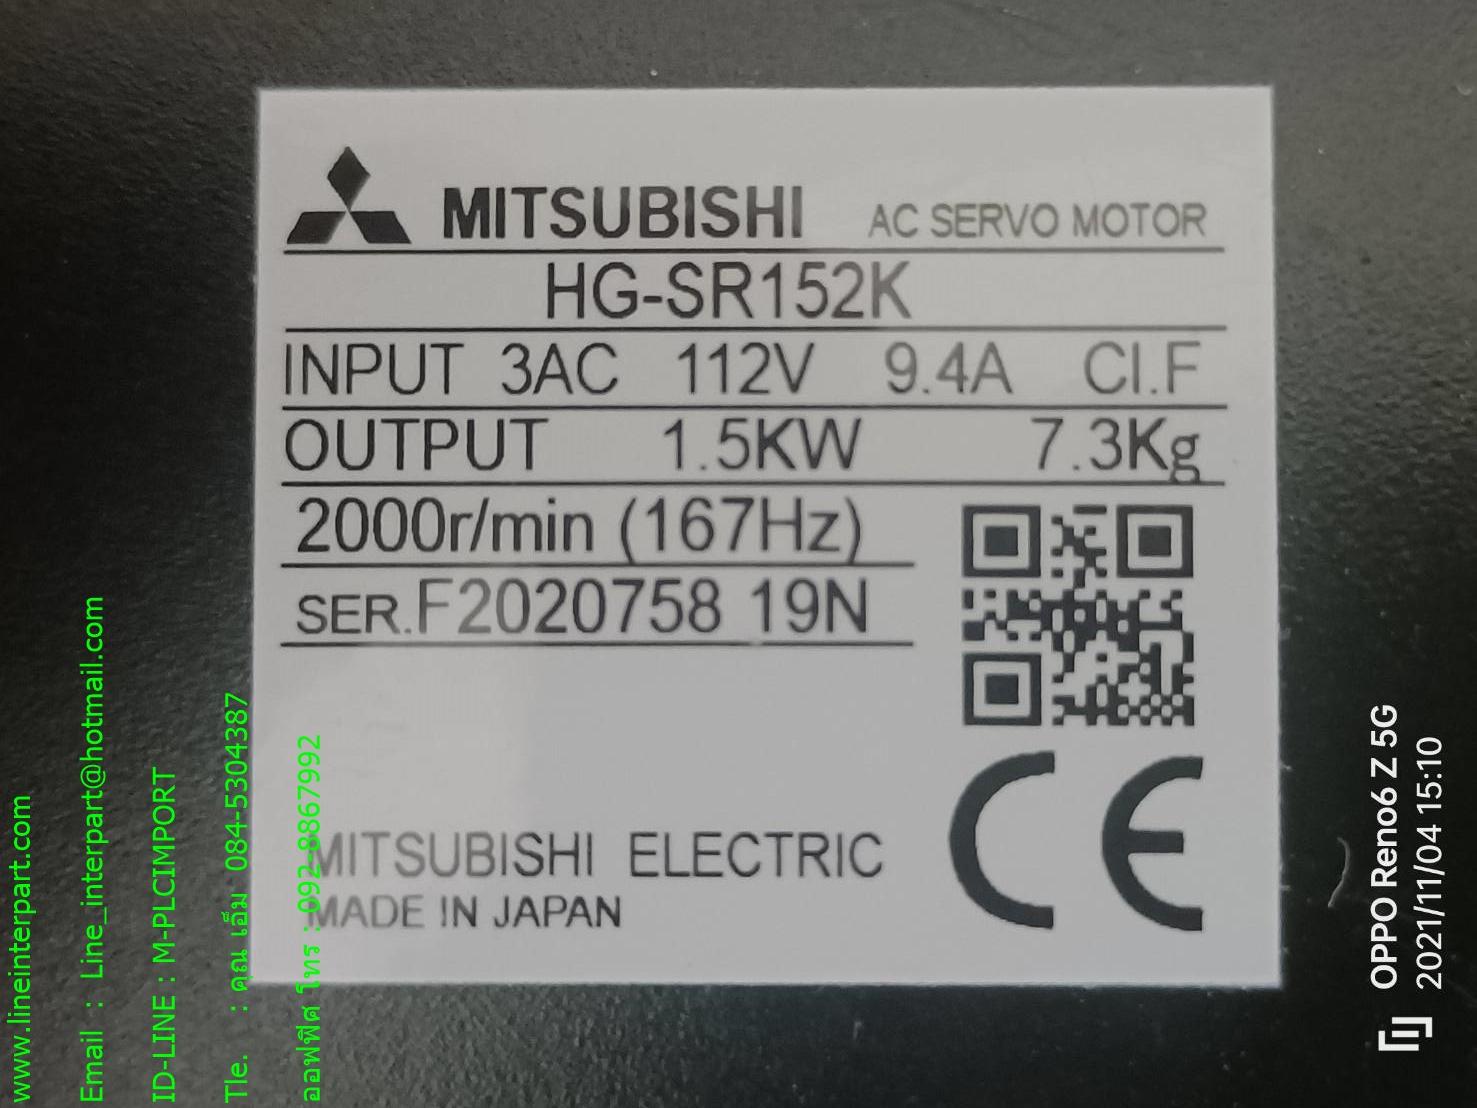 MITSUBISHI AC SERVO MOTOR
HG-SR152K
INPUT 3AC 112V 9.4A Cl.F
OUTPUT 1.5KW 7.3Kg
2000r/min (167Hz)
SER.F2020758 19N
MITSUBISHI ELECTRIC
MADE IN JAPAN
CE
www.lineinterpart.com
Email : Line_interpart@hotmail.com
ID-LINE : M-PLCIMPORT
Tle. : คุณ เอ็ม 084-5304387
ออฟฟิศ โทร : 092-8867992
OPPO Reno6 Z 5G
2021/11/04 15:10